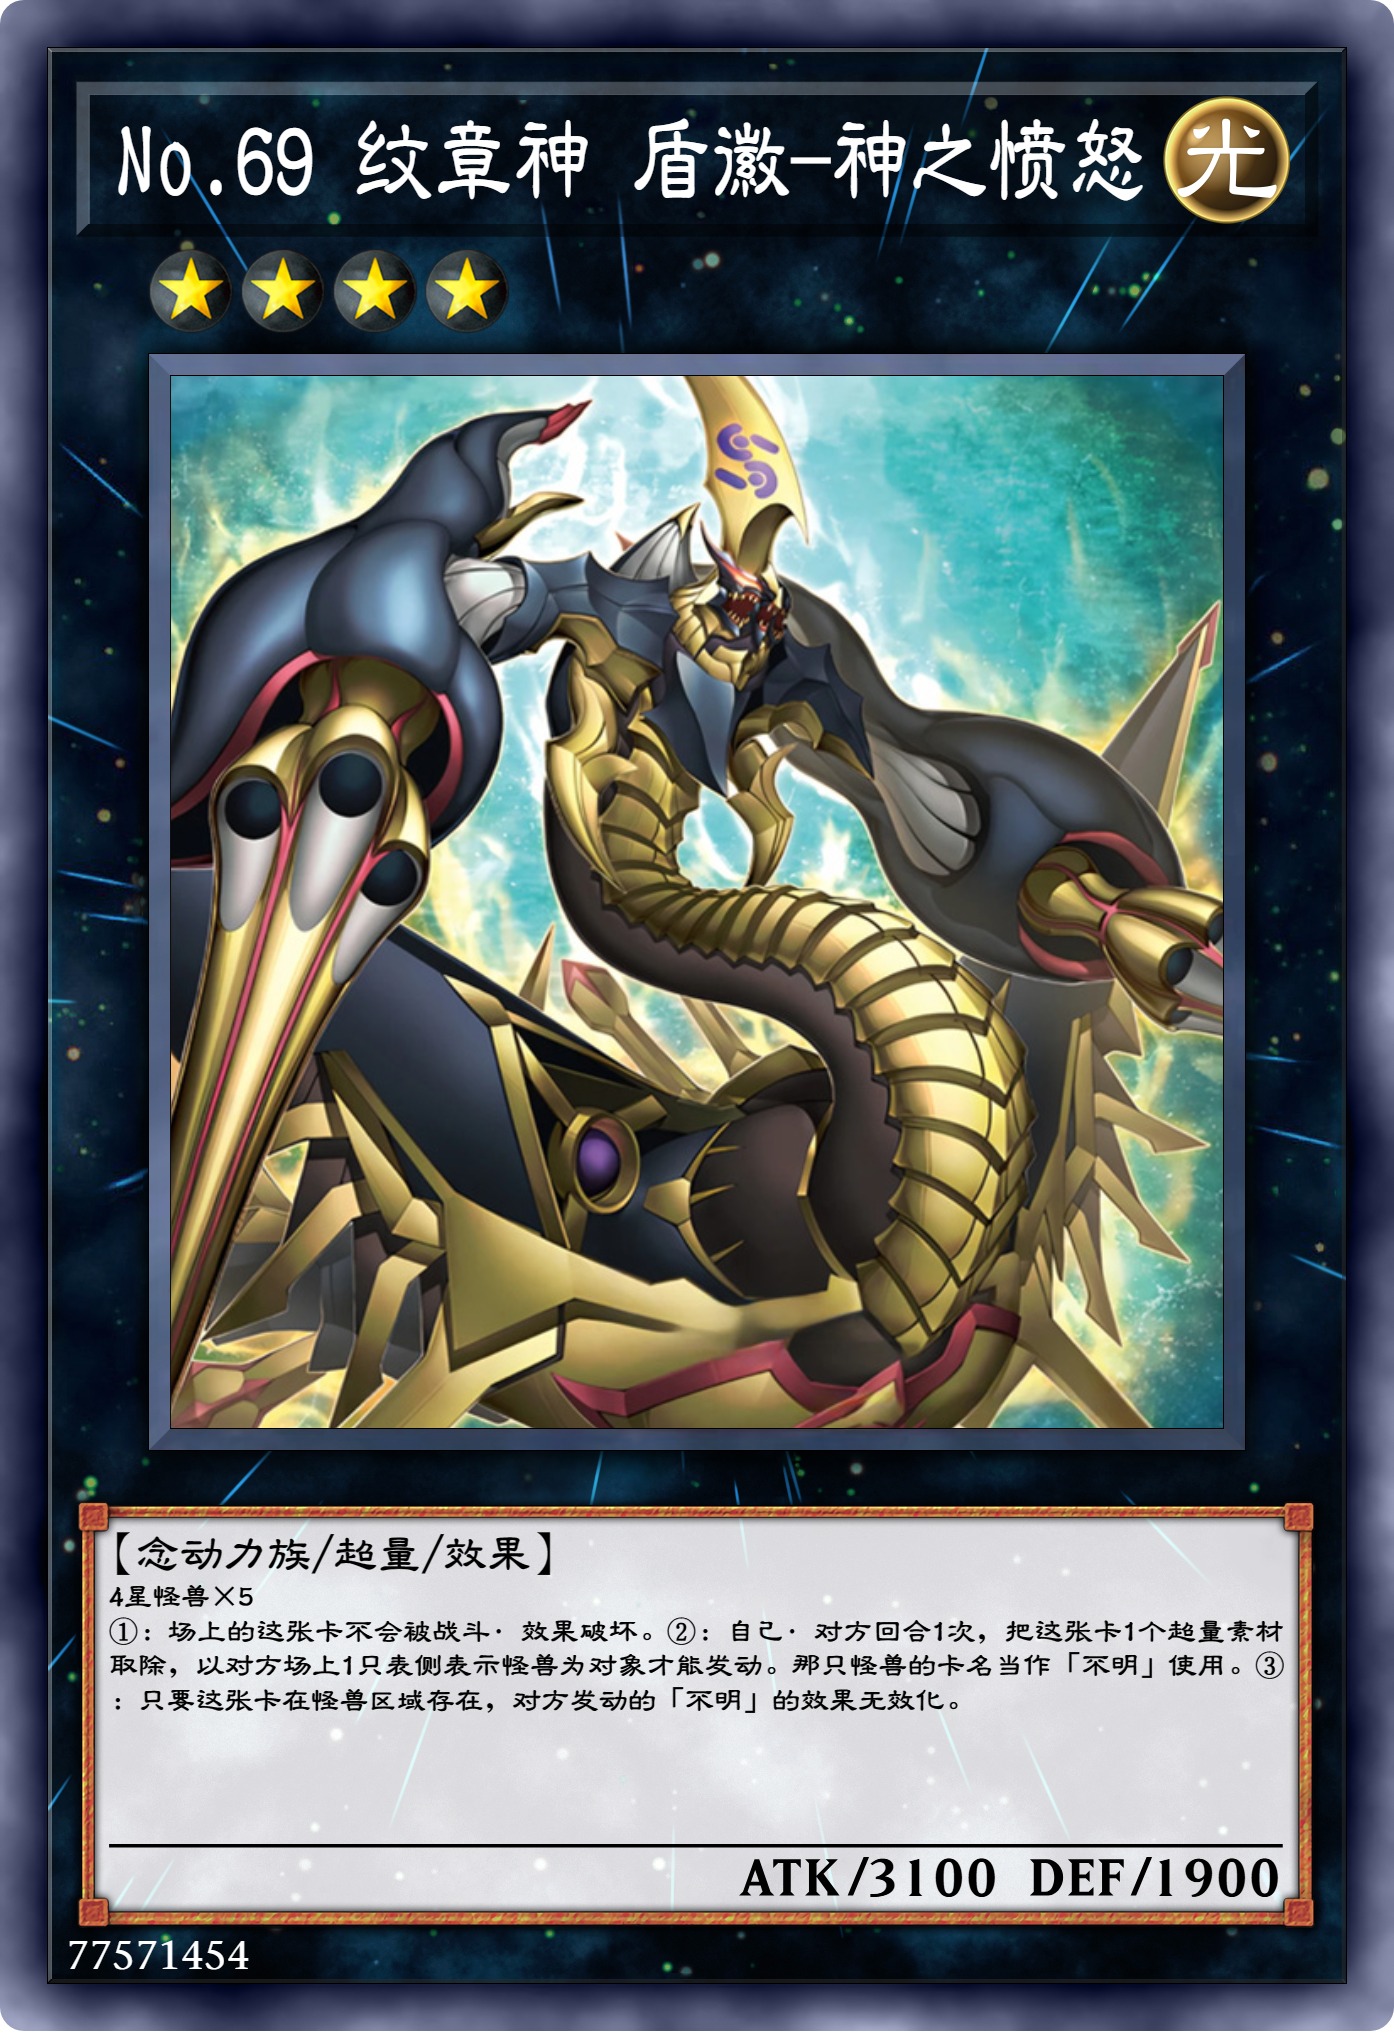 No.69 纹章神 盾徽-神之愤怒 光
【念动力族/超量/效果】
4星怪兽×5
①：场上的这张卡不会被战斗·效果破坏。②：自己·对方回合1次，把这张卡1个超量素材
取除，以对方场上1只表侧表示怪兽为对象才能发动。那只怪兽的卡名当作「不明」使用。③
：只要这张卡在怪兽区域存在，对方发动的「不明」的效果无效化。
ATK/3100 DEF/1900
77571454